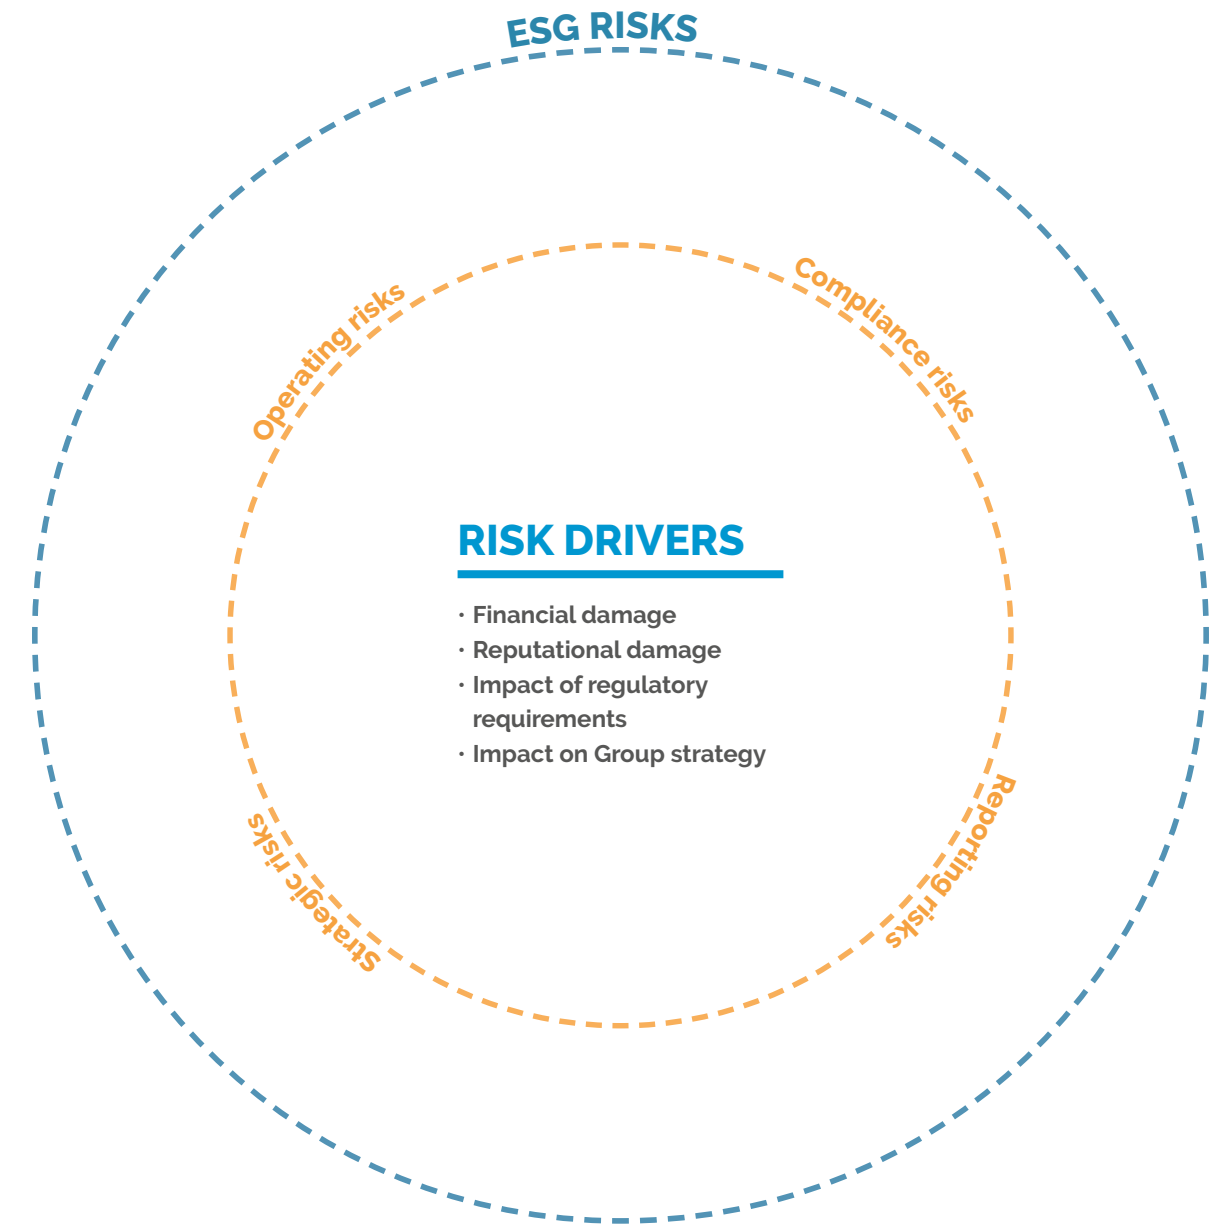 ESG RISKS
Operating risks
Compliance risks
RISK DRIVERS
• Financial damage
• Reputational damage
• Impact of regulatory
requirements
• Impact on Group strategy
Strategic risks
Reporting risks